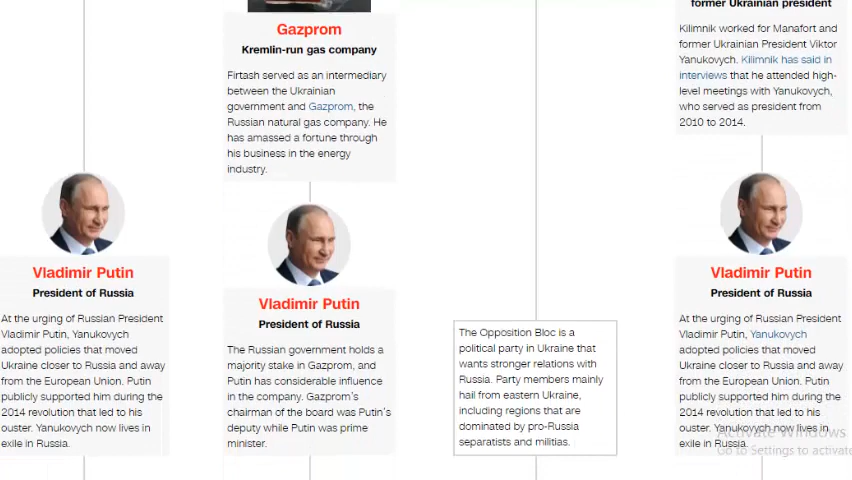 Gazprom
Kremlin-run gas company
Firtash served as an intermediary
between the Ukrainian
government and Gazprom, the
Russian natural gas company. He
has amassed a fortune through
his business in the energy
industry.
former Ukrainian president
Kilimnik worked for Manafort and
former Ukrainian President Viktor
Yanukovych. Kilimnik has said in
interviews that he attended high-
level meetings with Yanukovych,
who served as president from
2010 to 2014.
Vladimir Putin
President of Russia
At the urging of Russian President
Vladimir Putin, Yanukovych
adopted policies that moved
Ukraine closer to Russia and away
from the European Union. Putin
publicly supported him during the
2014 revolution that led to his
ouster. Yanukovych now lives in
exile in Russia.
Vladimir Putin
President of Russia
The Russian government holds a
majority stake in Gazprom, and
Putin has considerable influence
in the company. Gazprom's
chairman of the board was Putin's
deputy while Putin was prime
minister.
The Opposition Bloc is a
political party in Ukraine that
wants stronger relations with
Russia. Party members mainly
hail from eastern Ukraine,
including regions that are
dominated by pro-Russia
separatists and militias.
Vladimir Putin
President of Russia
At the urging of Russian President
Vladimir Putin, Yanukovych
adopted policies that moved
Ukraine closer to Russia and away
from the European Union. Putin
publicly supported him during the
2014 revolution that led to his
ouster. Yanukovych now lives in
exile in Russia.
Activate Windows
Go to Settings to activate